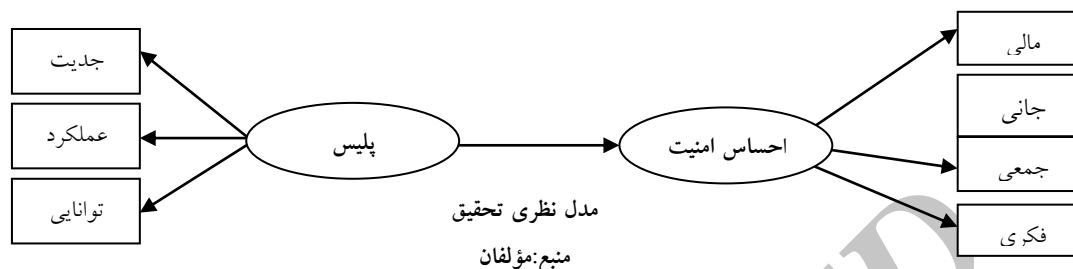 مالی
جدیت
جانی
عملکرد
پلیس
احساس امنیت
جمعی
توانایی
مدل نظری تحقیق
فکری
منبع:مؤلفان